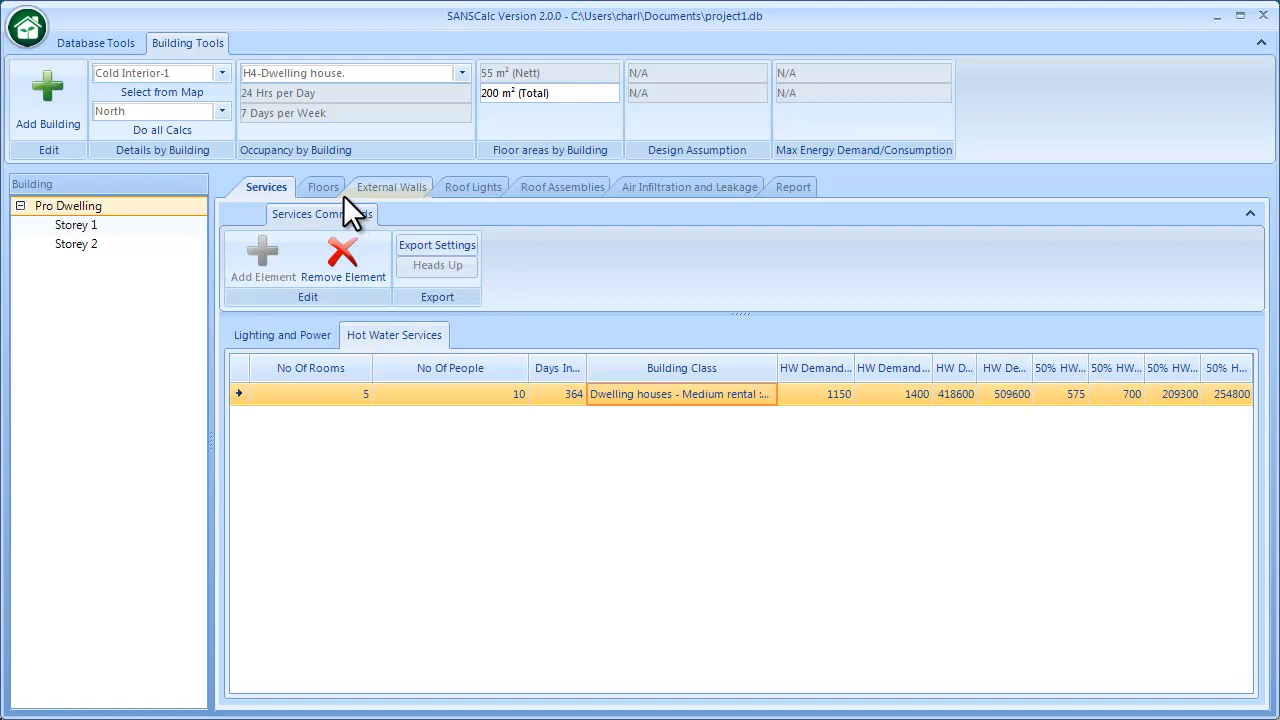 SANSCalc Version 2.0.0 - C:\Users\charl\Documents\project1.db
Database Tools
Building Tools
Add Building
Edit
Cold Interior-1
Select from Map
North
Do all Calcs
Details by Building
H4-Dwelling house.
24 Hrs per Day
7 Days per Week
Occupancy by Building
55 m² (Nett)
200 m² (Total)
Floor areas by Building
N/A
N/A
Design Assumption
N/A
N/A
Max Energy Demand/Consumption
Building
Pro Dwelling
Storey 1
Storey 2
Services
Floors
External Walls
Roof Lights
Roof Assemblies
Air Infiltration and Leakage
Report
Services
Add Element
Remove Element
Edit
Export Settings
Heads Up
Export
Lighting and Power
Hot Water Services
No Of Rooms No Of People Days In... Building Class HW Demand... HW Demand... HW D... HW De... 50% HW... 50% HW... 50% HW... 50% H...
5 10 364 Dwelling houses - Medium rental :... 1150 1400 418600 509600 575 700 209300 254800